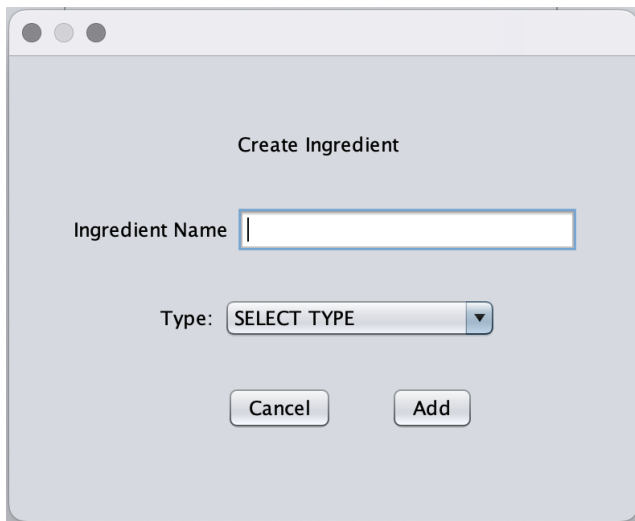 Create Ingredient
Ingredient Name
Type: SELECT TYPE
Cancel Add